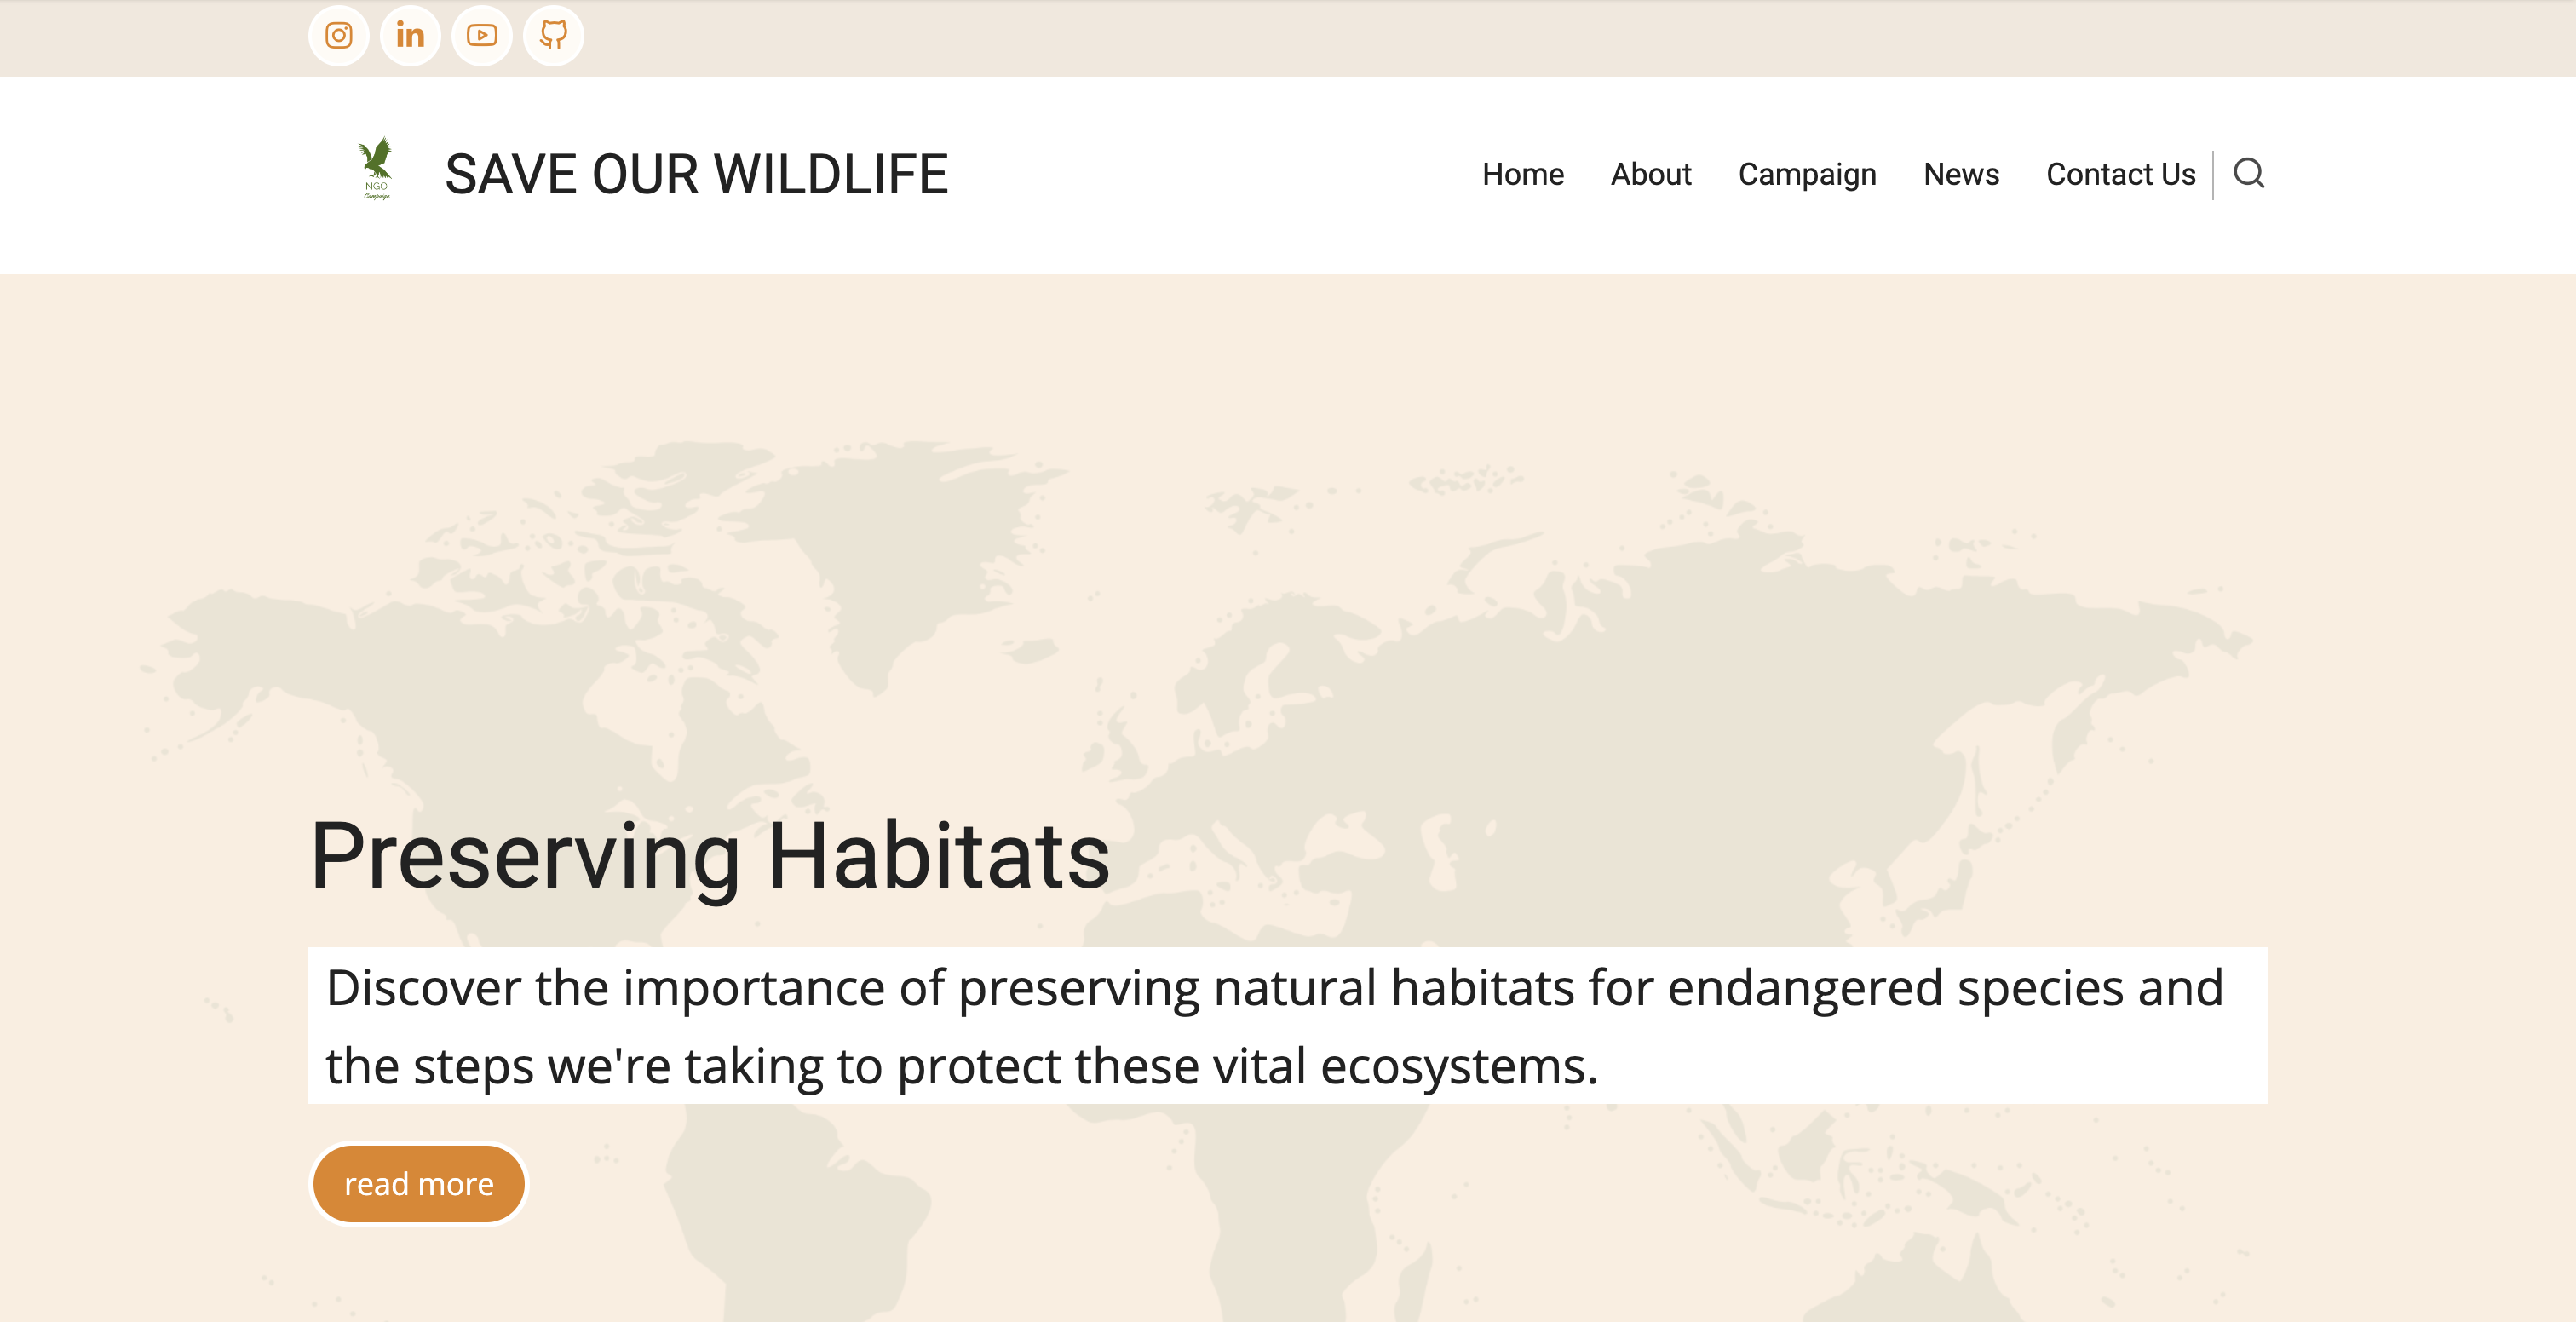 NGO
Campaign
SAVE OUR WILDLIFE
Home About Campaign News Contact Us
Preserving Habitats
Discover the importance of preserving natural habitats for endangered species and
the steps we're taking to protect these vital ecosystems.
read more